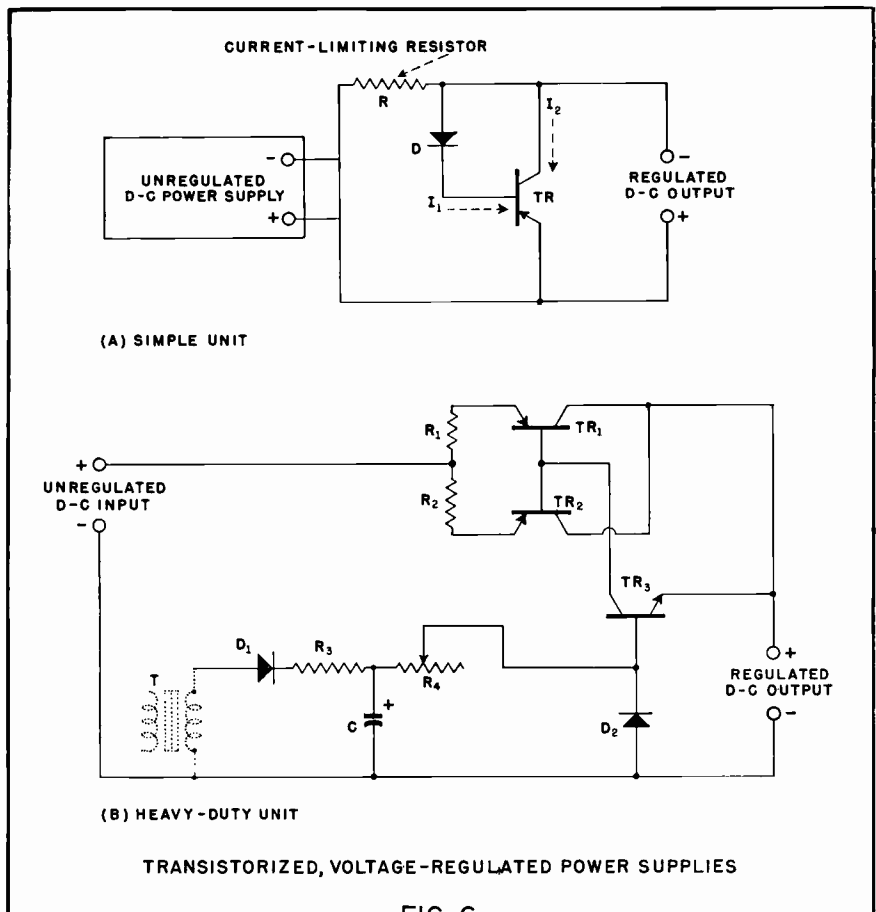 CURRENT-LIMITING RESISTOR
R
I2
D
-
UNREGULATED
D-C POWER SUPPLY
+
TR
I1
-
REGULATED
D-C OUTPUT
+
(A) SIMPLE UNIT
R1
TR1
+
UNREGULATED
D-C INPUT
-
R2
TR2
TR3
D1
R3
R4
T
C
+
D2
+
REGULATED
D-C OUTPUT
-
(B) HEAVY-DUTY UNIT
TRANSISTORIZED, VOLTAGE-REGULATED POWER SUPPLIES